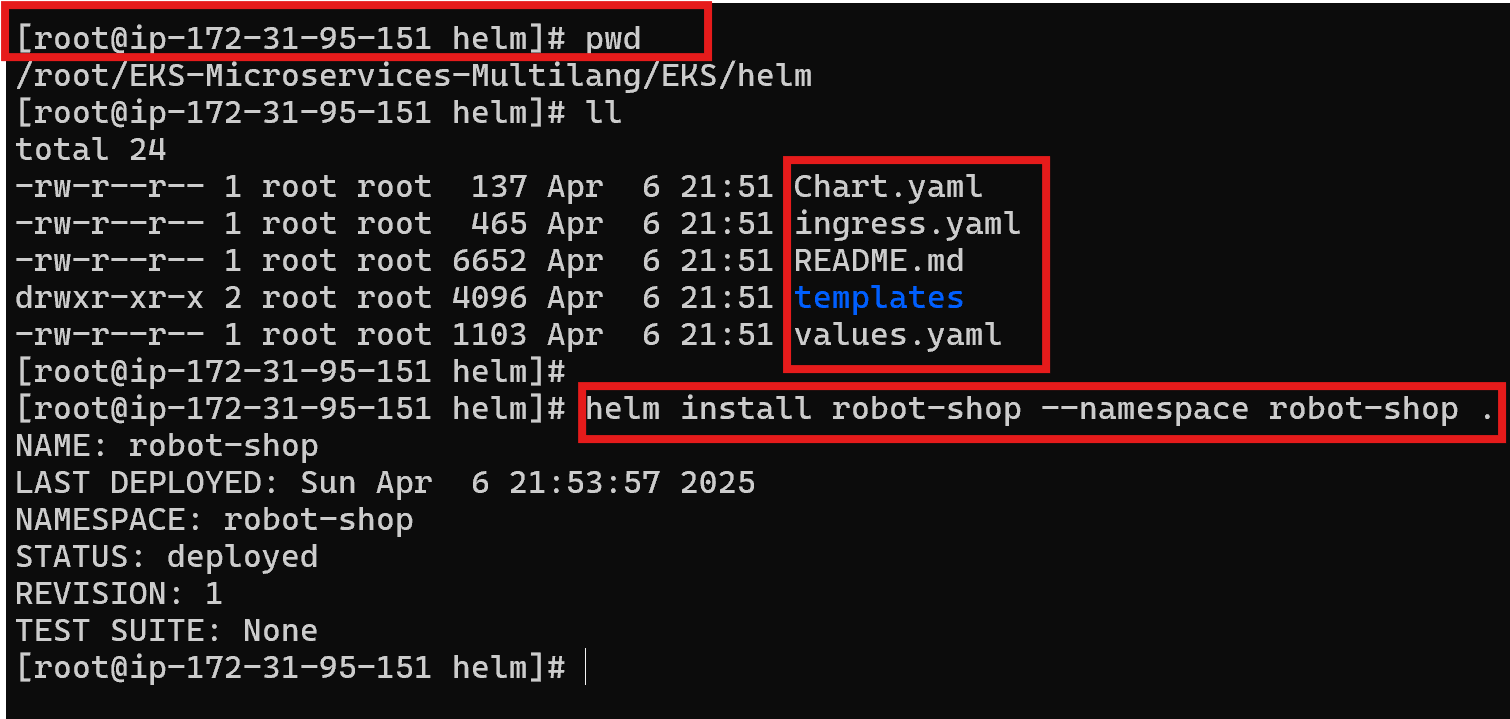 [root@ip-172-31-95-151 helm]# pwd
/root/EKS-Microservices-Multilang/EKS/helm
[root@ip-172-31-95-151 helm]# ll
total 24
-rw-r--r-- 1 root root  137 Apr  6 21:51 Chart.yaml
-rw-r--r-- 1 root root  465 Apr  6 21:51 ingress.yaml
-rw-r--r-- 1 root root 6652 Apr  6 21:51 README.md
drwxr-xr-x 2 root root 4096 Apr  6 21:51 templates
-rw-r--r-- 1 root root 1103 Apr  6 21:51 values.yaml
[root@ip-172-31-95-151 helm]#
[root@ip-172-31-95-151 helm]# helm install robot-shop --namespace robot-shop .
NAME: robot-shop
LAST DEPLOYED: Sun Apr  6 21:53:57 2025
NAMESPACE: robot-shop
STATUS: deployed
REVISION: 1
TEST SUITE: None
[root@ip-172-31-95-151 helm]#